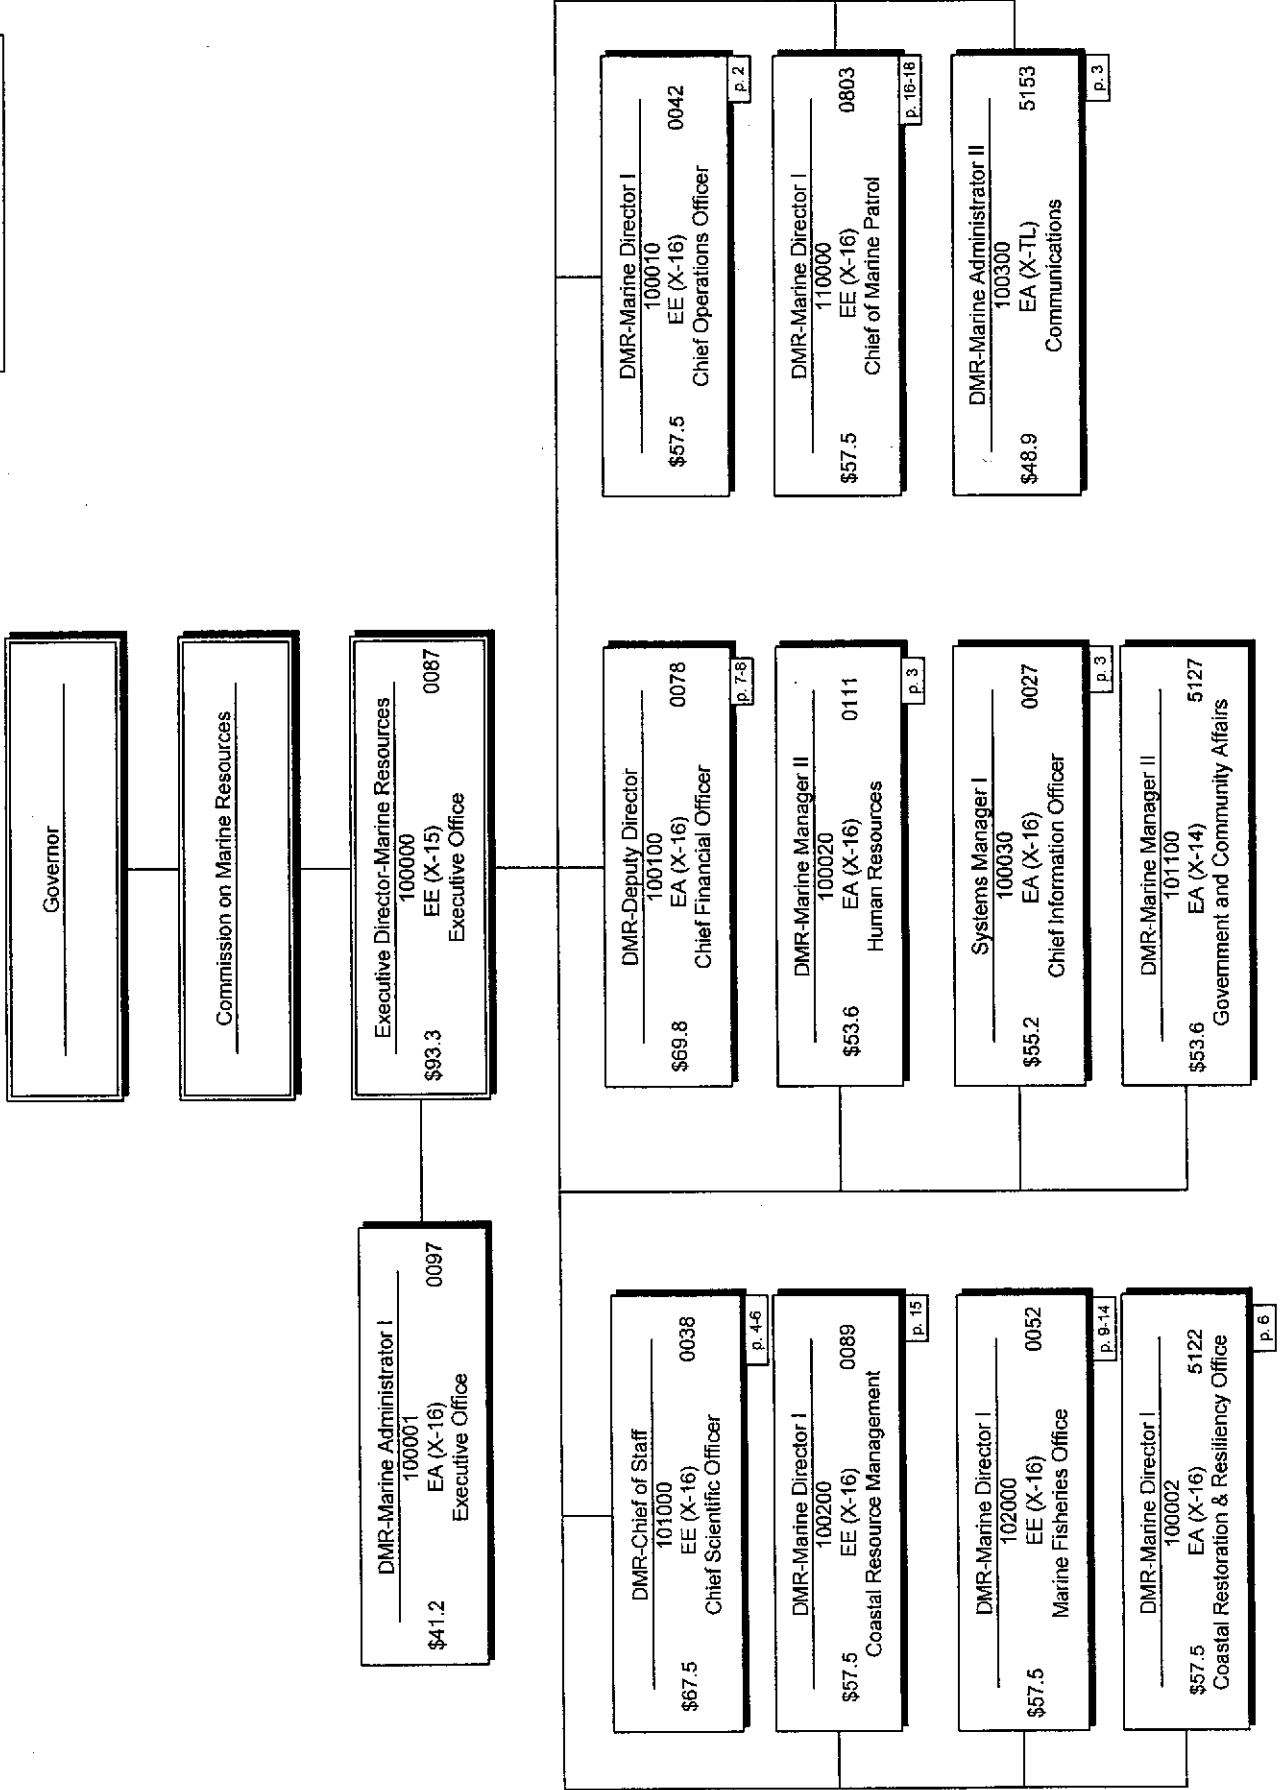 Governor
Commission on Marine Resources
Executive Director-Marine Resources
100000
$93.3 EE (X-15) 0087
Executive Office
DMR-Marine Administrator I
100001
$41.2 EA (X-16) 0097
Executive Office
DMR-Chief of Staff
101000
$67.5 EE (X-16) 0038
Chief Scientific Officer
p. 4-6
DMR-Marine Director I
100200
$57.5 EE (X-16) 0089
Coastal Resource Management
p. 15
DMR-Marine Director I
102000
$57.5 EE (X-16) 0052
Marine Fisheries Office
p. 9-14
DMR-Marine Director I
100002
$57.5 EA (X-16) 5122
Coastal Restoration & Resiliency Office
p. 6
DMR-Deputy Director
100100
$69.8 EA (X-16) 0078
Chief Financial Officer
p. 7-8
DMR-Marine Manager II
100020
$53.6 EA (X-16) 0111
Human Resources
p. 3
Systems Manager I
100030
$55.2 EA (X-16) 0027
Chief Information Officer
p. 3
DMR-Marine Manager II
101100
$53.6 EA (X-14) 5127
Government and Community Affairs
DMR-Marine Director I
100010
$57.5 EE (X-16) 0042
Chief Operations Officer
p. 2
DMR-Marine Director I
110000
$57.5 EE (X-16) 0803
Chief of Marine Patrol
p. 16-18
DMR-Marine Administrator II
100300
$48.9 EA (X-TL) 5153
Communications
p. 3